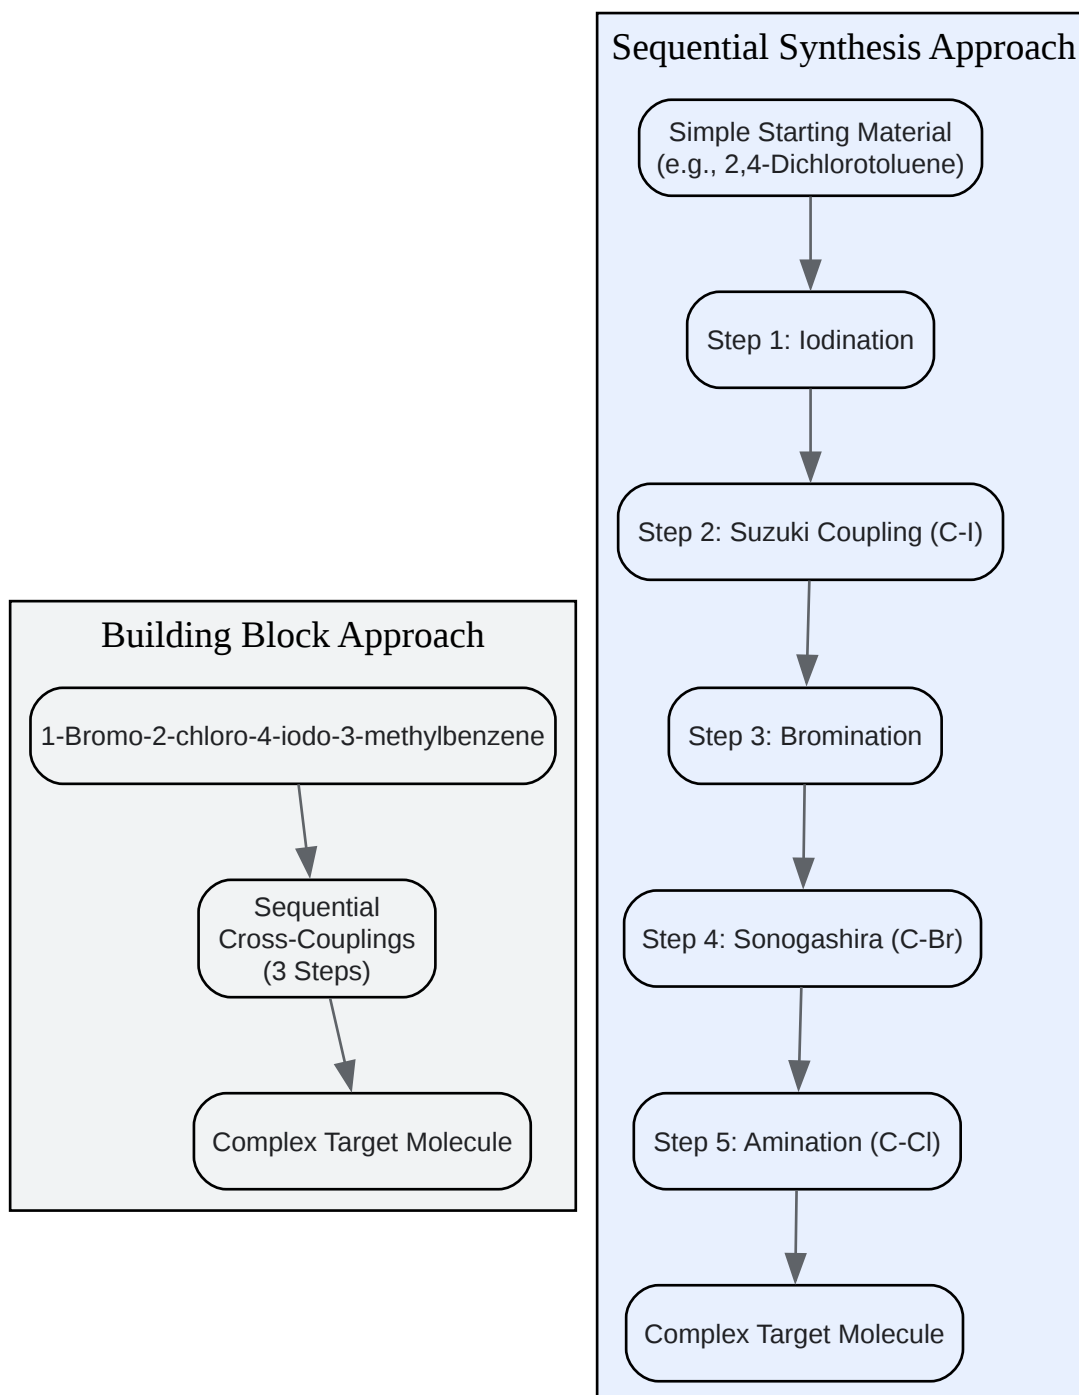 Sequential Synthesis Approach
Simple Starting Material
(e.g., 2,4-Dichlorotoluene)
Step 1: Iodination
Step 2: Suzuki Coupling (C-I)
Step 3: Bromination
Step 4: Sonogashira (C-Br)
Step 5: Amination (C-Cl)
Complex Target Molecule
Building Block Approach
1-Bromo-2-chloro-4-iodo-3-methylbenzene
Sequential
Cross-Couplings
(3 Steps)
Complex Target Molecule